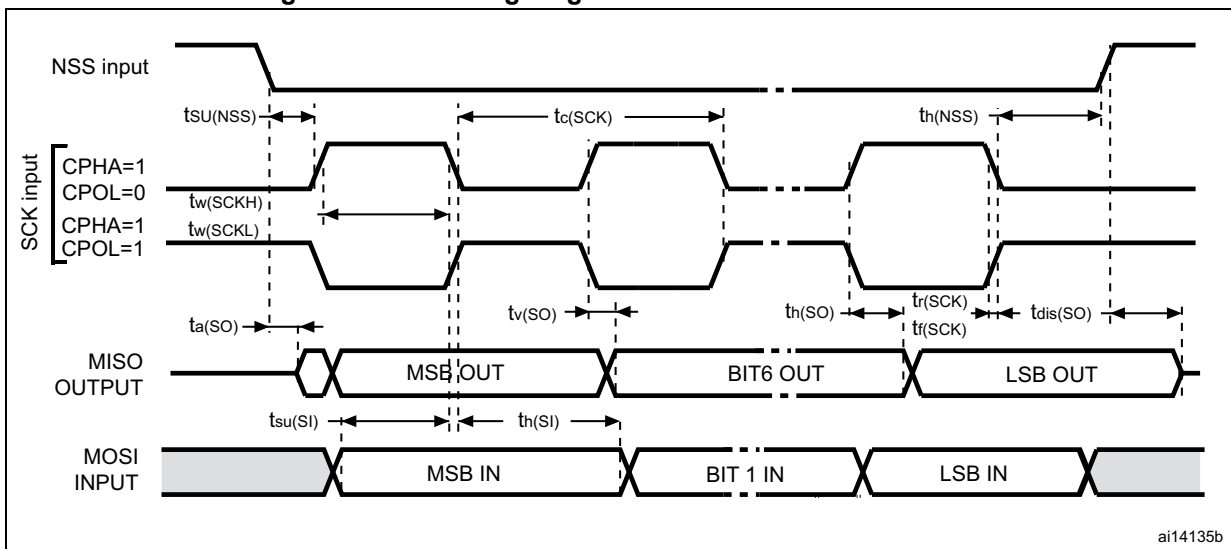 NSS input
tSU(NSS)
tc(SCK)
th(NSS)
SCK input
CPHA=1
CPOL=0
tw(SCKH)
CPHA=1
tw(SCKL)
CPOL=1
ta(SO)
tv(SO)
th(SO)
tr(SCK)
tf(SCK)
tdis(SO)
MISO
OUTPUT
MSB OUT
BIT6 OUT
LSB OUT
tsu(SI)
th(SI)
MOSI
INPUT
MSB IN
BIT 1 IN
LSB IN
ai14135b